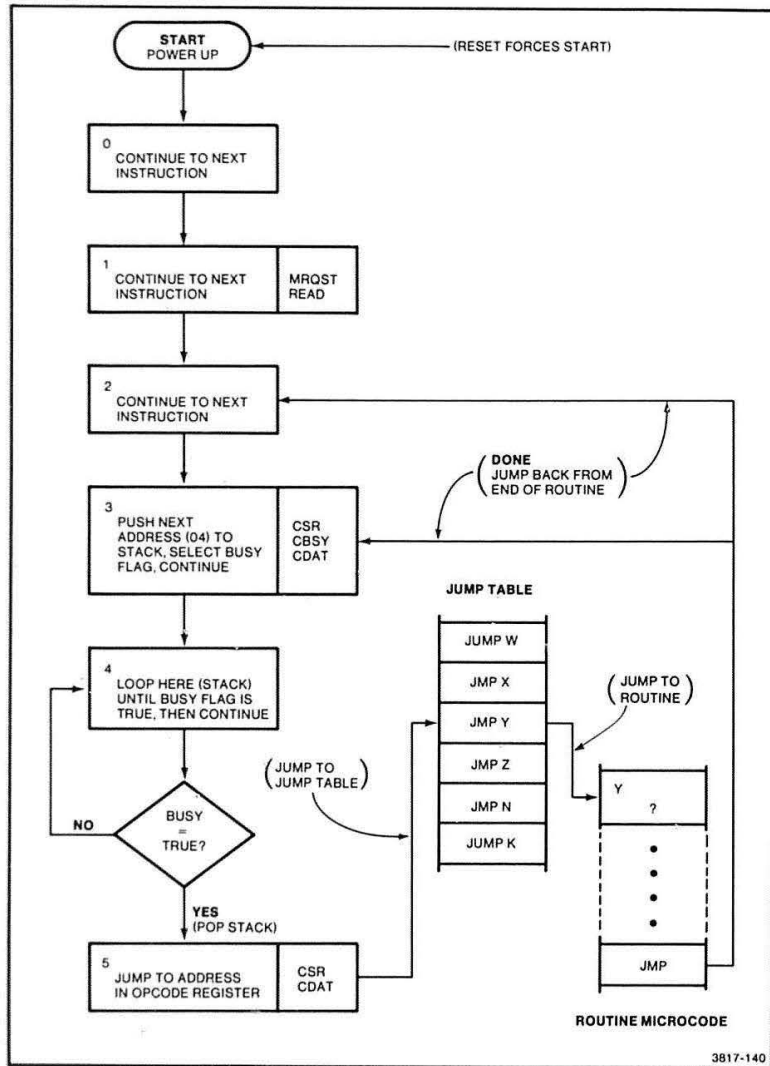 START
POWER UP
(RESET FORCES START)
0
CONTINUE TO NEXT
INSTRUCTION
1
CONTINUE TO NEXT
INSTRUCTION
MRQST
READ
2
CONTINUE TO NEXT
INSTRUCTION
(DONE
JUMP BACK FROM
END OF ROUTINE)
3
PUSH NEXT
ADDRESS (04) TO
STACK, SELECT BUSY
FLAG, CONTINUE
CSR
CBSY
CDAT
JUMP TABLE
JUMP W
JMP X
JMP Y
JMP Z
JMP N
JUMP K
4
LOOP HERE (STACK)
UNTIL BUSY FLAG IS
TRUE, THEN CONTINUE
(JUMP TO
ROUTINE)
(JUMP TO
JUMP TABLE)
Y
?
NO
BUSY
=
TRUE?
YES
(POP STACK)
5
JUMP TO ADDRESS
IN OPCODE REGISTER
CSR
CDAT
JMP
ROUTINE MICROCODE
3817-140